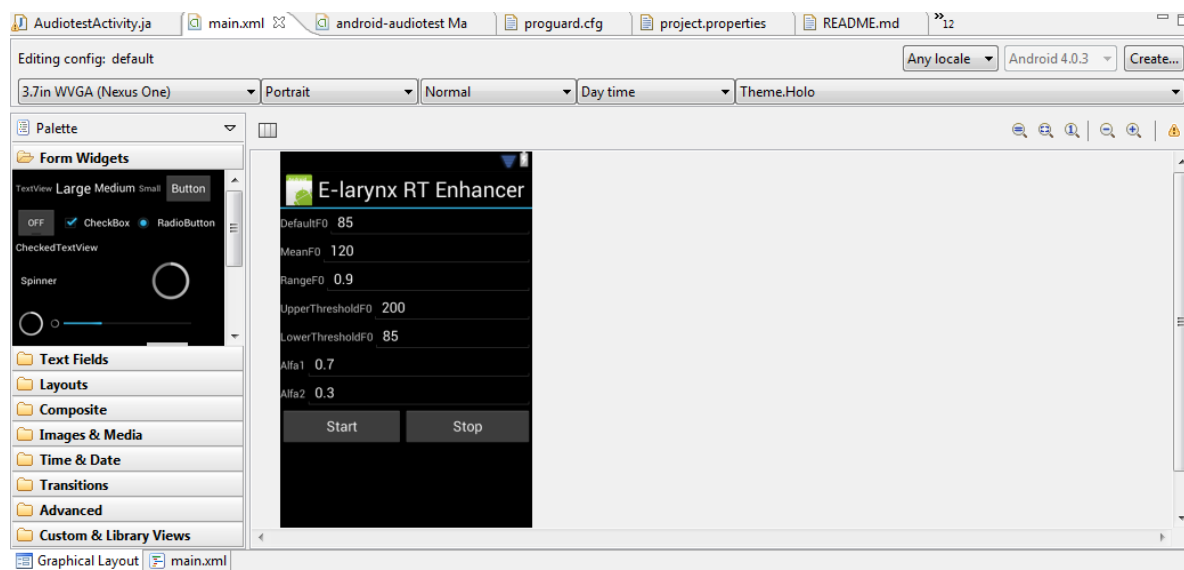 AudiotestActivity.ja main.xml android-audiotest Ma proguard.cfg project.properties README.md »12
Editing config: default Any locale Android 4.0.3 Create...
3.7in WVGA (Nexus One) Portrait Normal Day time Theme.Holo
Palette
Form Widgets
TextView Large Medium Small Button
OFF CheckBox RadioButton
CheckedTextView
Spinner
Text Fields
Layouts
Composite
Images & Media
Time & Date
Transitions
Advanced
Custom & Library Views
E-larynx RT Enhancer
DefaultF0 85
MeanF0 120
RangeF0 0.9
UpperThresholdF0 200
LowerThresholdF0 85
Alfa1 0.7
Alfa2 0.3
Start Stop
Graphical Layout main.xml